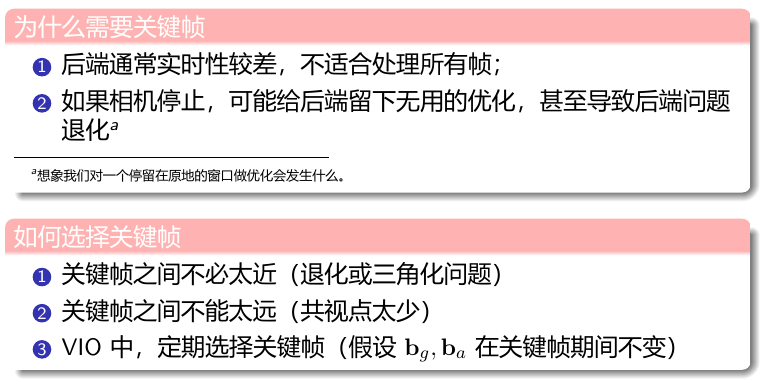 为什么需要关键帧
1 后端通常实时性较差，不适合处理所有帧；
2 如果相机停止，可能给后端留下无用的优化，甚至导致后端问题
退化a
a想象我们对一个停留在原地的窗口做优化会发生什么。
如何选择关键帧
1 关键帧之间不必太近（退化或三角化问题）
2 关键帧之间不能太远（共视点太少）
3 VIO 中，定期选择关键帧（假设 b_g, b_a 在关键帧期间不变）